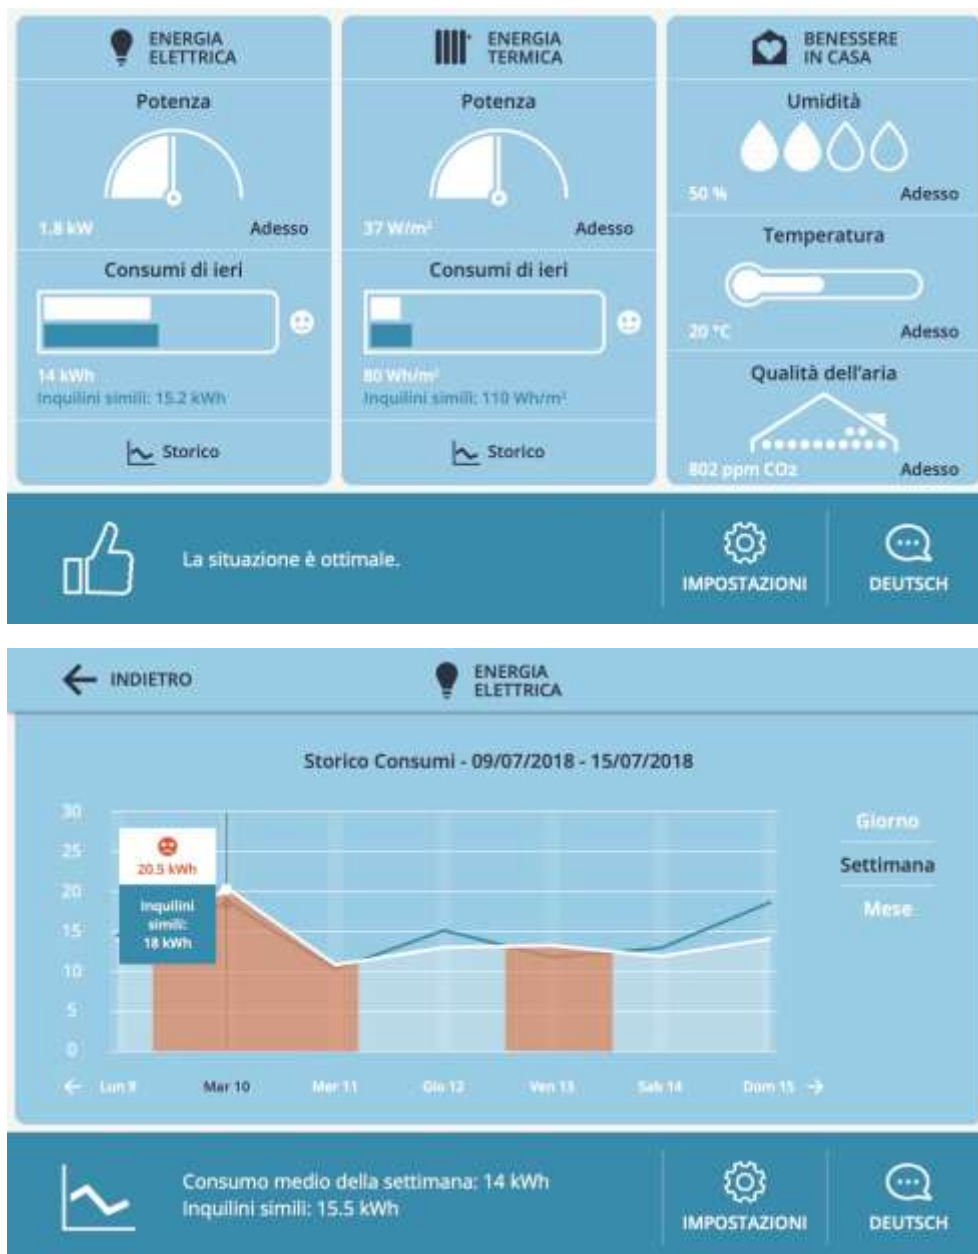 ENERGIA
ELETTRICA
Potenza
1.8 kW
Adesso
Consumi di ieri
14 kWh
Inquilini simili: 15.2 kWh
Storico
ENERGIA
TERMICA
Potenza
37 W/m²
Adesso
Consumi di ieri
80 Wh/m²
Inquilini simili: 110 Wh/m²
Storico
BENESSERE
IN CASA
Umidità
50 %
Adesso
Temperatura
20 °C
Adesso
Qualità dell'aria
802 ppm CO2
Adesso
La situazione è ottimale.
IMPOSTAZIONI
DEUTSCH
INDIETRO
ENERGIA
ELETTRICA
Storico Consumi - 09/07/2018 - 15/07/2018
30
25
20
15
10
5
0
20.5 kWh
Inquilini
simili:
18 kWh
Giorno
Settimana
Mese
Lun 9 Mar 10 Mer 11 Gio 12 Ven 13 Sab 14 Dom 15
Consumo medio della settimana: 14 kWh
Inquilini simili: 15.5 kWh
IMPOSTAZIONI
DEUTSCH